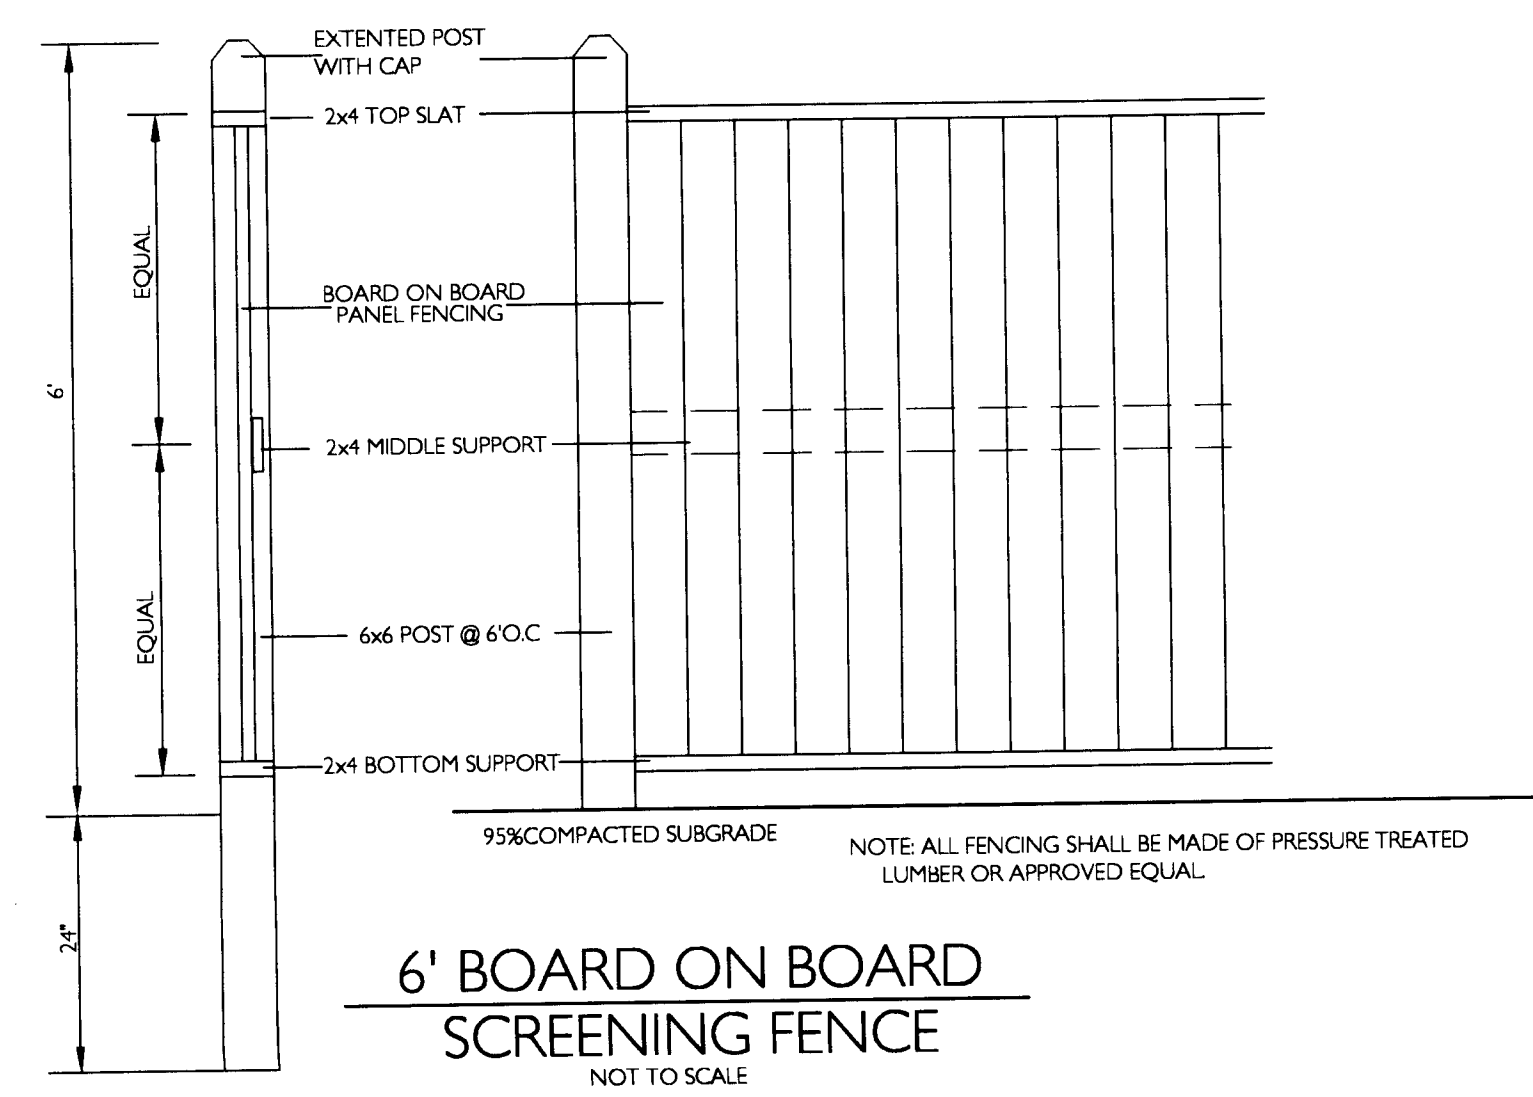 EXTENTED POST
WITH CAP
2x4 TOP SLAT
EQUAL
BOARD ON BOARD
PANEL FENCING
6'
2x4 MIDDLE SUPPORT
EQUAL
6x6 POST @ 6'O.C
2x4 BOTTOM SUPPORT
95%COMPACTED SUBGRADE
NOTE: ALL FENCING SHALL BE MADE OF PRESSURE TREATED
LUMBER OR APPROVED EQUAL
24"
6' BOARD ON BOARD
SCREENING FENCE
NOT TO SCALE